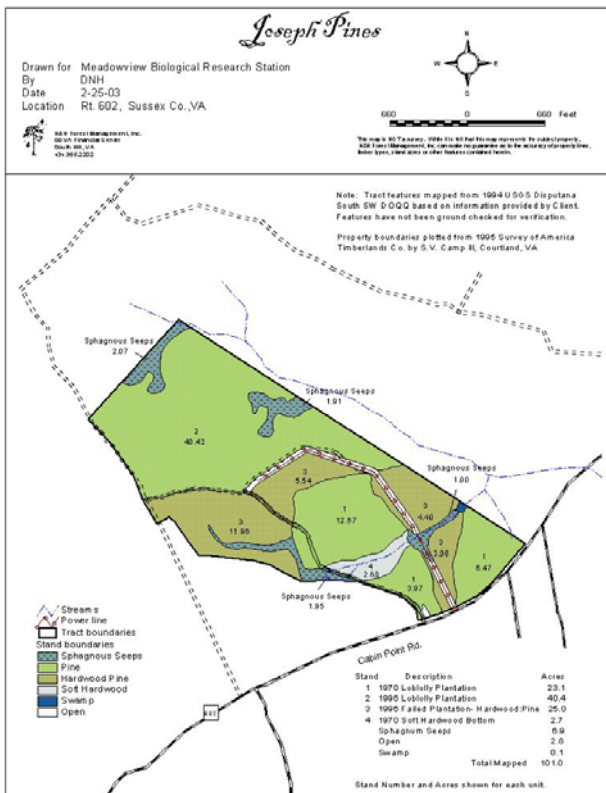 Joseph Pines
Drawn for Meadowview Biological Research Station
By DNH
Date 2-25-03
Location Rt. 602, Sussex Co.,VA
N
W E
S
660 0 660 Feet
South Hill, VA
Note: Tract features mapped from 1994 USGS Disputana
South SW DOQQ based on information provided by Client.
Features have not been ground checked for verification.
Property boundaries plotted from 1995 Survey of America
Timberlands Co. by S.V. Camp III, Courtland, VA.
Sphagnous Seeps
2.07
Sphagnous Seeps
1.91
2
40.42
Sphagnous Seeps
1.00
3
5.54
3
4.48
1
12.67
3
11.98
3
3.00
4
2.68
1
3.97
1
6.47
Sphagnous Seeps
1.95
Cabin Point Rd.
Streams
Power line
Tract boundaries
Stand boundaries
Sphagnous Seeps
Pine
Hardwood Pine
Soft Hardwood
Swamp
Open
Stand Description Acres
1 1970 Loblolly Plantation 23.1
2 1996 Loblolly Plantation 40.4
3 1996 Failed Plantation- Hardwood:Pine 25.0
4 1970 Soft Hardwood Bottom 2.7
Sphagnum Seeps 6.9
Open 2.8
Swamp 0.1
Total Mapped 101.0
Stand Number and Acres shown for each unit.